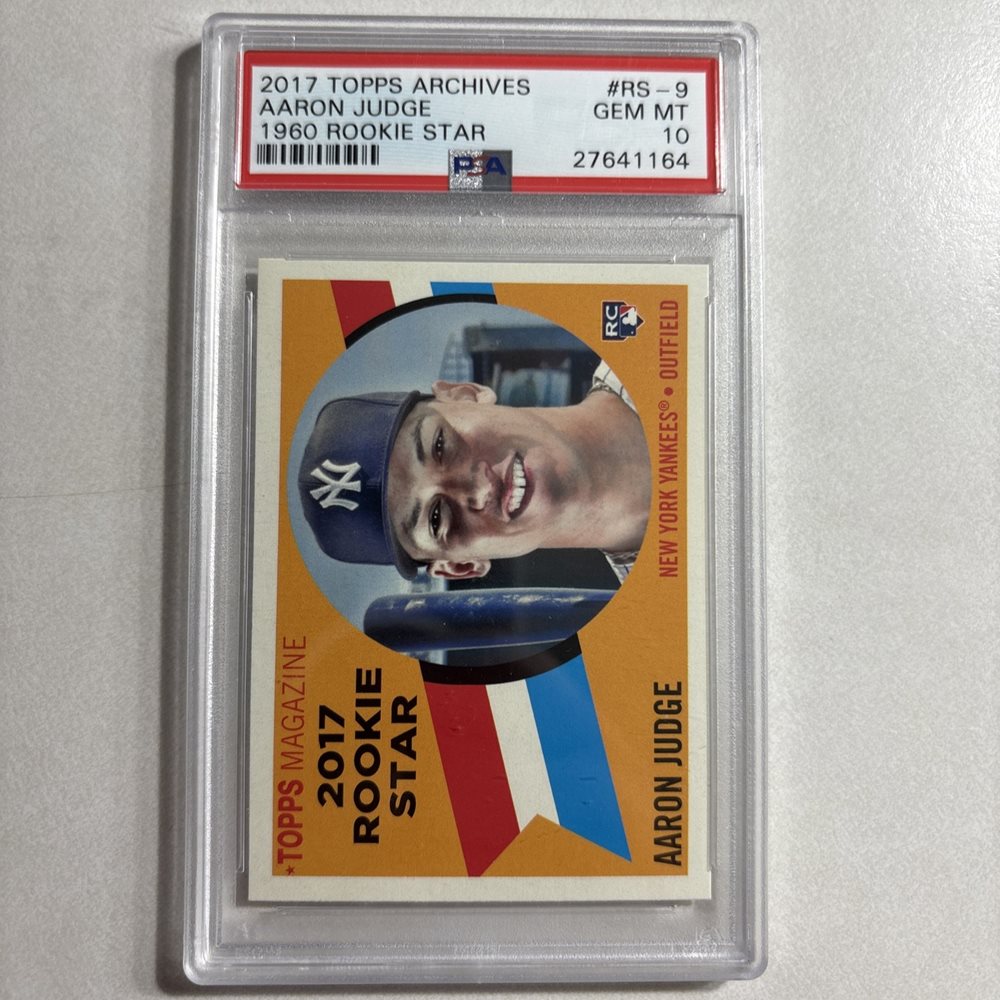 2017 TOPPS ARCHIVES #RS-9
AARON JUDGE GEM MT
1960 ROOKIE STAR 10
27641164
PSA
RC
NY
NEW YORK YANKEES® • OUTFIELD
★TOPPS MAGAZINE
2017
ROOKIE
STAR
AARON JUDGE